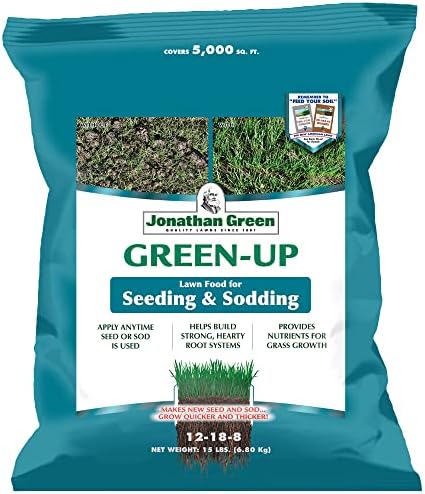 COVERS 5,000 SQ. FT.
REMEMBER TO
"FEED YOUR SOIL"
Jonathan Green
QUALITY LAWNS SINCE 1881
GREEN-UP
Lawn Food for
Seeding & Sodding
APPLY ANYTIME
SEED OR SOD
IS USED
HELPS BUILD
STRONG, HEARTY
ROOT SYSTEMS
PROVIDES
NUTRIENTS FOR
GRASS GROWTH
MAKES NEW SEED AND SOD...
GROW QUICKER AND THICKER!
12-18-8
NET WEIGHT: 15 LBS. (6.80 Kg)